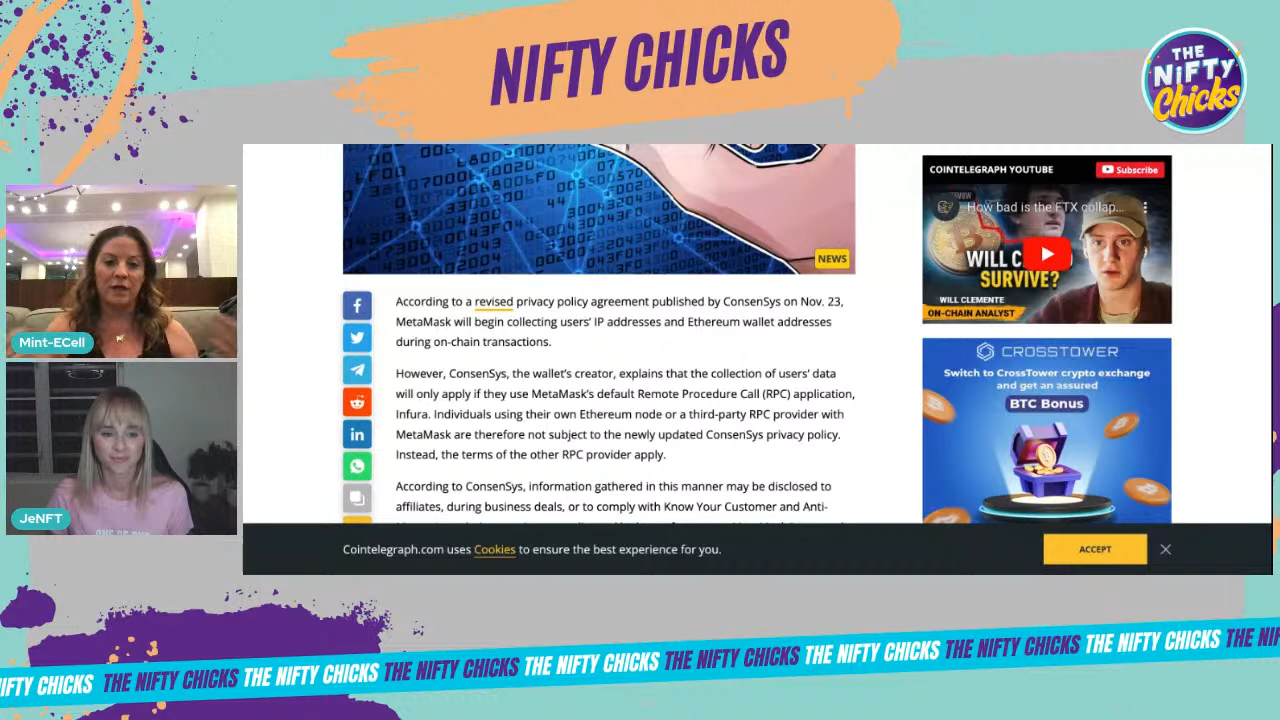 NIFTY CHICKS
THE
NiFTy
Chicks
Mint-ECell
JeNFT
NEWS
According to a revised privacy policy agreement published by ConsenSys on Nov. 23,
MetaMask will begin collecting users' IP addresses and Ethereum wallet addresses
during on-chain transactions.
However, ConsenSys, the wallet's creator, explains that the collection of users' data
will only apply if they use MetaMask's default Remote Procedure Call (RPC) application,
Infura. Individuals using their own Ethereum node or a third-party RPC provider with
MetaMask are therefore not subject to the newly updated ConsenSys privacy policy.
Instead, the terms of the other RPC provider apply.
According to ConsenSys, information gathered in this manner may be disclosed to
affiliates, during business deals, or to comply with Know Your Customer and Anti-
COINTELEGRAPH YOUTUBE
Subscribe
How bad is the FTX collap...
WILL
SURVIVE?
WILL CLEMENTE
ON-CHAIN ANALYST
CROSSTOWER
Switch to CrossTower crypto exchange
and get an assured
BTC Bonus
Cointelegraph.com uses Cookies to ensure the best experience for you.
ACCEPT
NIFTY CHICKS THE NIFTY CHICKS THE NIFTY CHICKS THE NIFTY CHICKS THE NIFTY CHICKS THE NIFTY CHICKS THE NIFTY CHICKS THE NIFTY CHICKS THE NIF